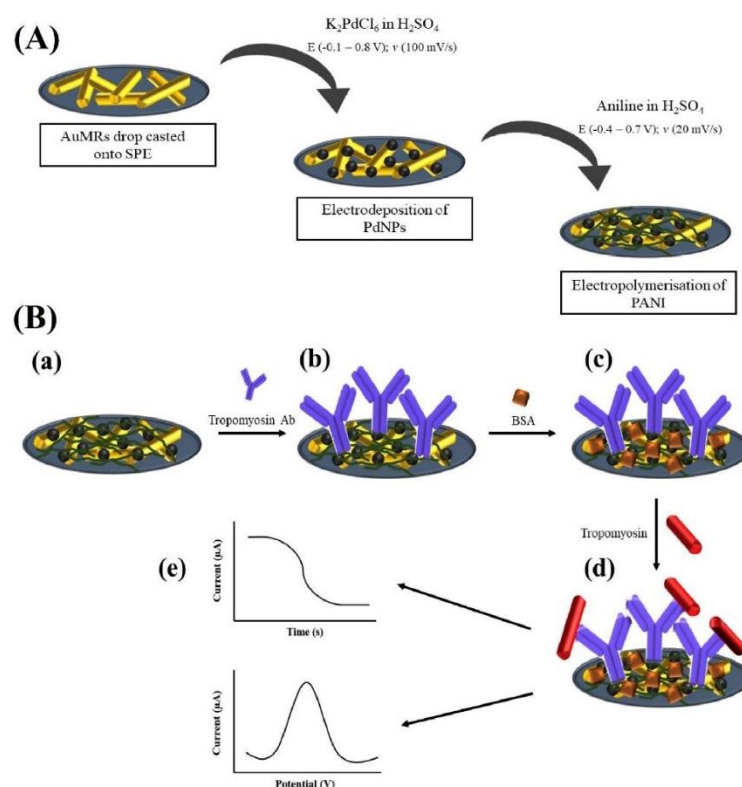 (A)
K₂PdCl₆ in H₂SO₄
E (-0.1 – 0.8 V); ν (100 mV/s)
AuMRs drop casted
onto SPE
Aniline in H₂SO₄
E (-0.4 – 0.7 V); ν (20 mV/s)
Electrodeposition of
PdNPs
Electropolymerisation of
PANI
(B)
(a)
Tropomyosin Ab
(b)
BSA
(c)
Tropomyosin
(d)
(e)
Current (µA)
Time (s)
Current (µA)
Potential (V)